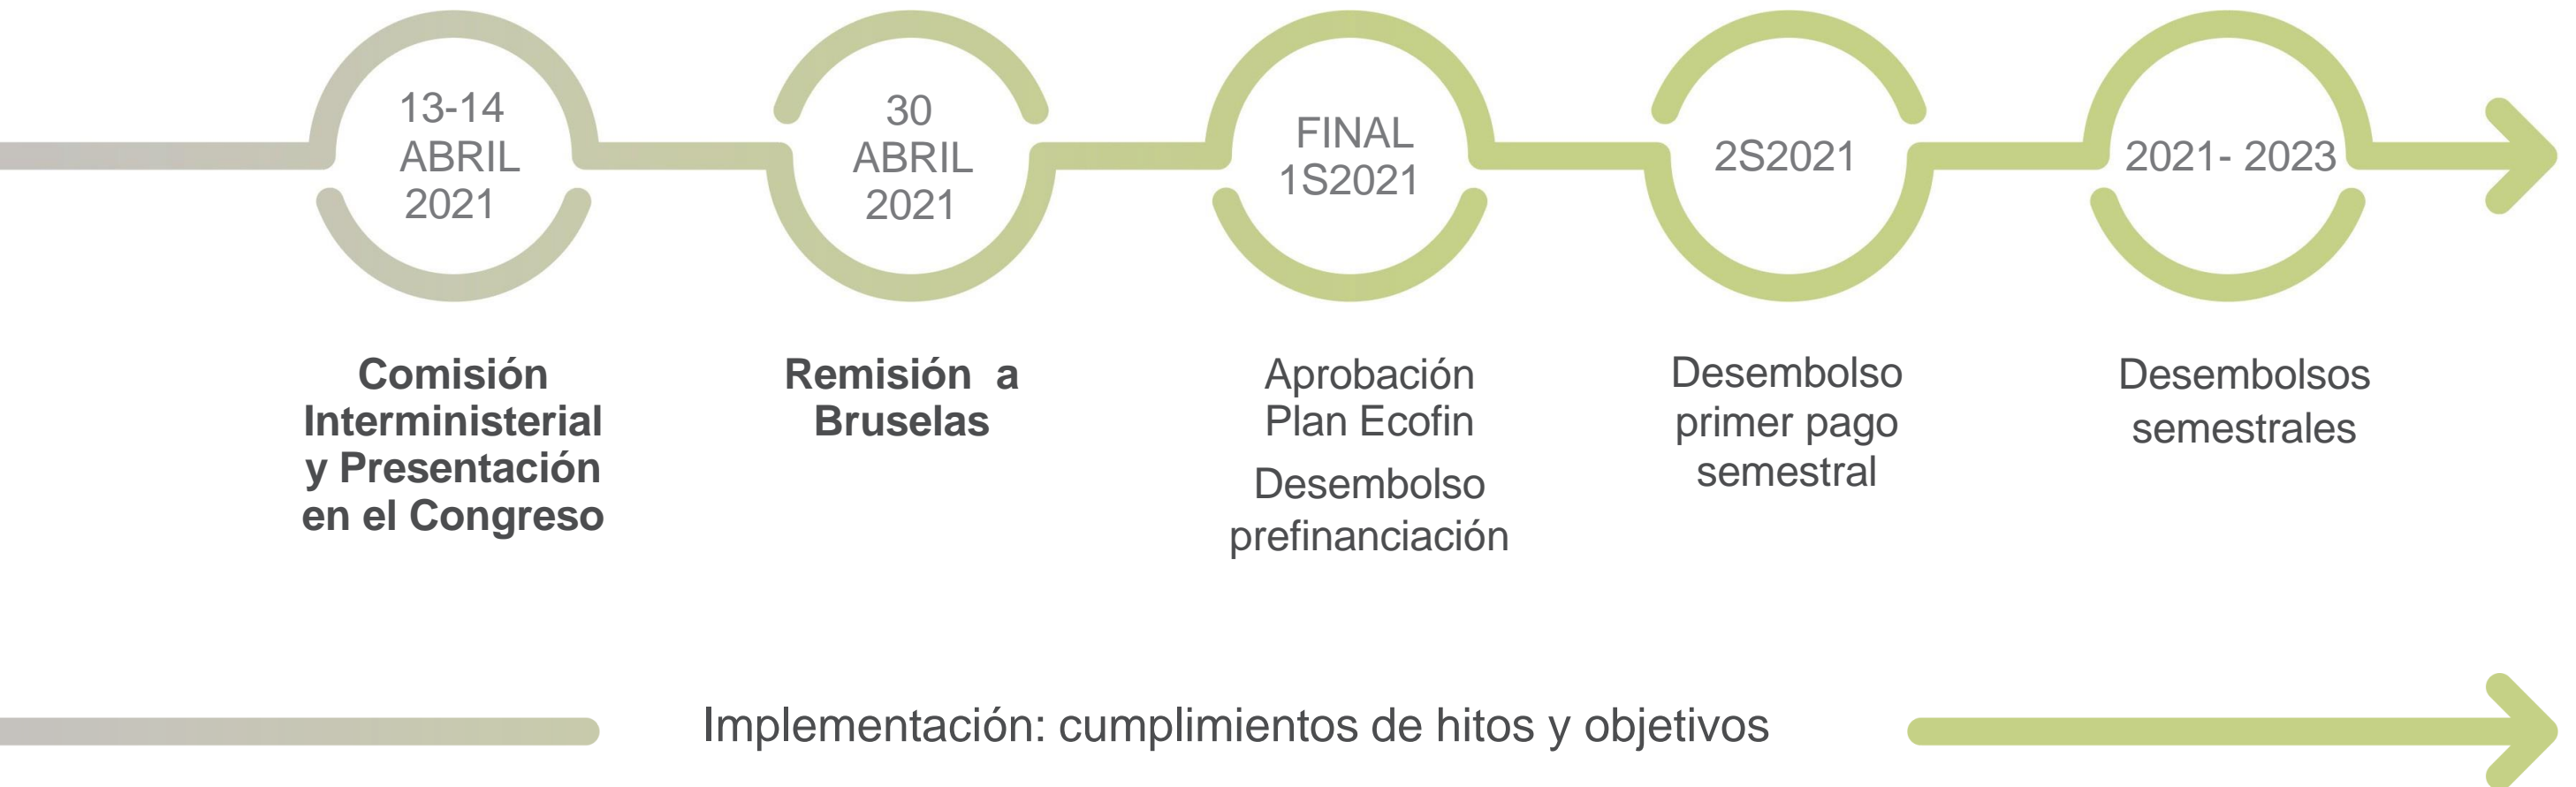 13-14
ABRIL
2021
30
ABRIL
2021
FINAL
1S2021
2S2021
2021- 2023
Comisión
Interministerial
y Presentación
en el Congreso
Remisión a
Bruselas
Aprobación
Plan Ecofin
Desembolso
prefinanciación
Desembolso
primer pago
semestral
Desembolsos
semestrales
Implementación: cumplimientos de hitos y objetivos